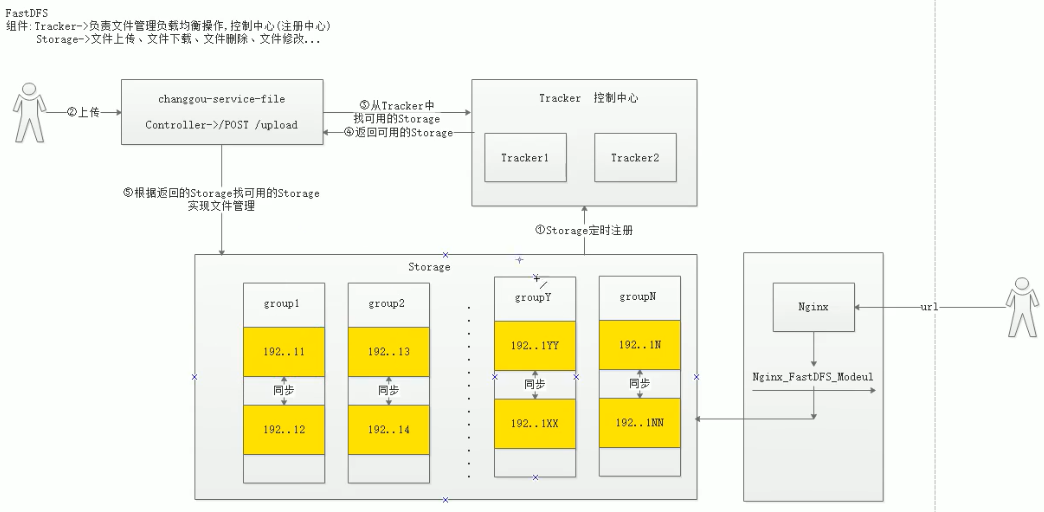 FastDFS
组件:Tracker->负责文件管理负载均衡操作,控制中心(注册中心)
Storage->文件上传、文件下载、文件删除、文件修改...
changgou-service-file
Controller->/POST /upload
②上传
③从Tracker中
找可用的Storage
④返回可用的Storage
Tracker 控制中心
Tracker1
Tracker2
⑤根据返回的Storage找可用的Storage
实现文件管理
①Storage定时注册
Storage
group1
group2
groupY
groupN
192..11
192..13
192..1YY
192..1N
同步
同步
同步
同步
192..12
192..14
192..1XX
192..1NN
Nginx
url
Nginx_FastDFS_Modeul